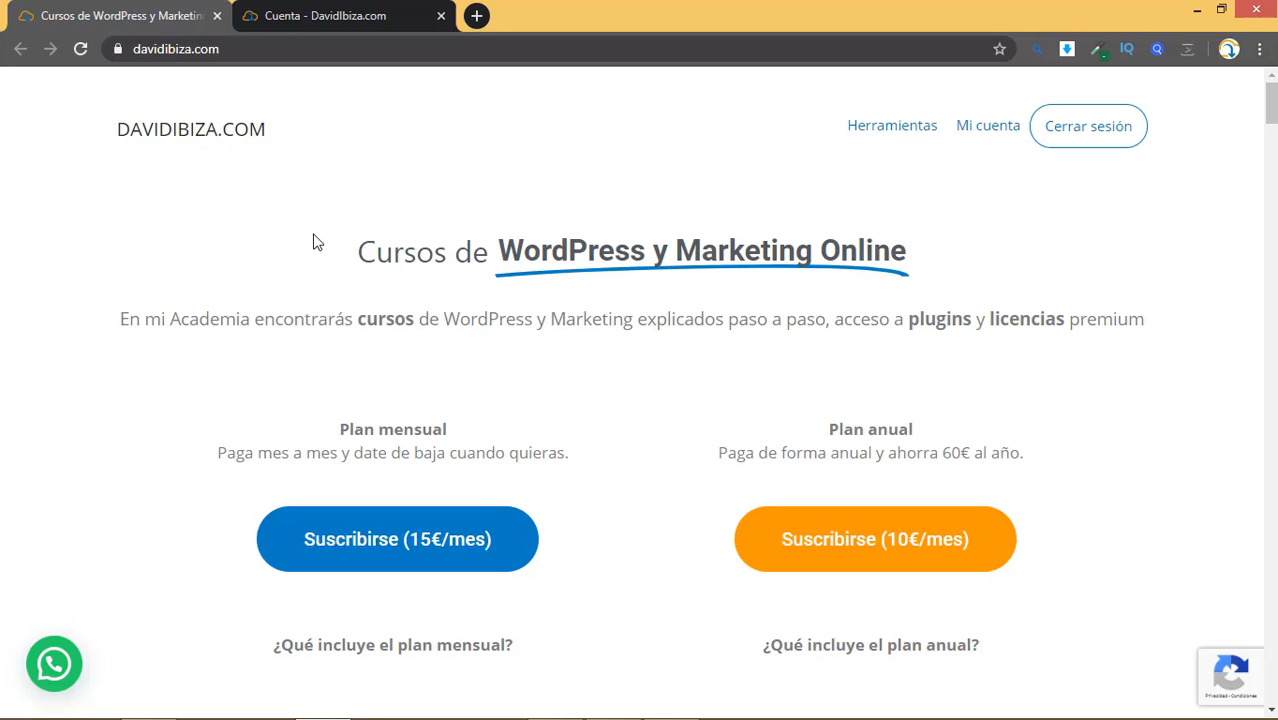 Cursos de WordPress y Marketin
Cuenta - DavidIbiza.com
davidibiza.com
IQ
DAVIDIBIZA.COM
Herramientas
Mi cuenta
Cerrar sesión
Cursos de WordPress y Marketing Online
En mi Academia encontrarás cursos de WordPress y Marketing explicados paso a paso, acceso a plugins y licencias premium
Plan mensual
Paga mes a mes y date de baja cuando quieras.
Suscribirse (15€/mes)
¿Qué incluye el plan mensual?
Plan anual
Paga de forma anual y ahorra 60€ al año.
Suscribirse (10€/mes)
¿Qué incluye el plan anual?
Privacidad - Condiciones